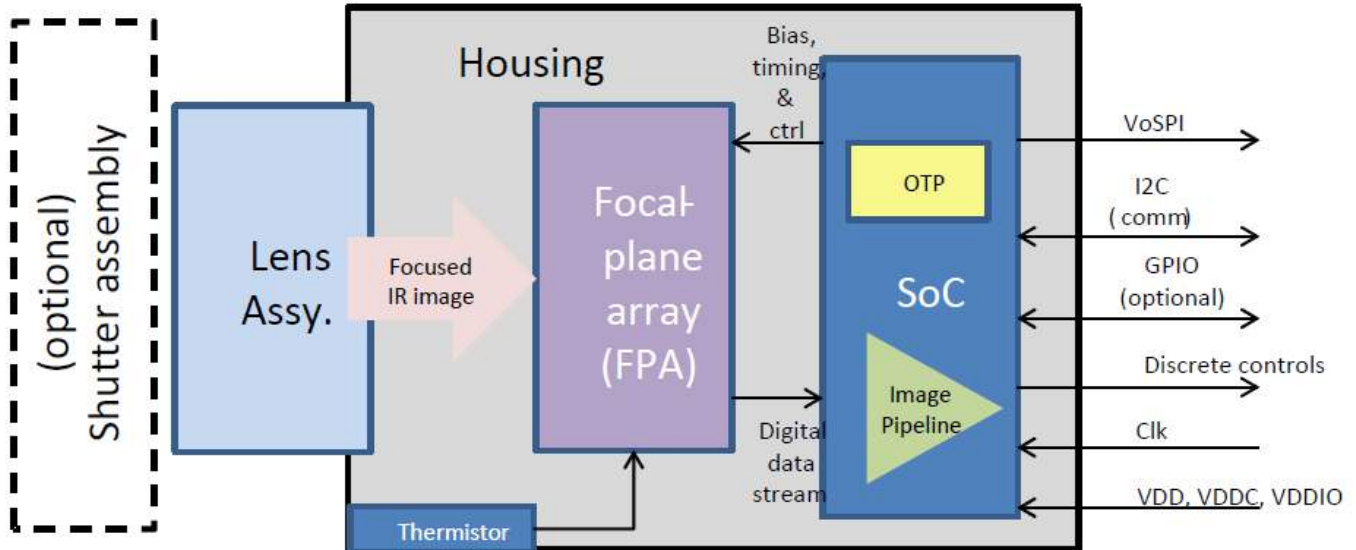 (optional)
Shutter assembly
Lens
Assy.
Housing
Focused
IR image
Focal-
plane
array
(FPA)
Thermistor
Bias,
timing,
&
ctrl
Digital
data
stream
OTP
SoC
Image
Pipeline
VoSPI
I2C
( comm)
GPIO
(optional)
Discrete controls
Clk
VDD, VDDC, VDDIO